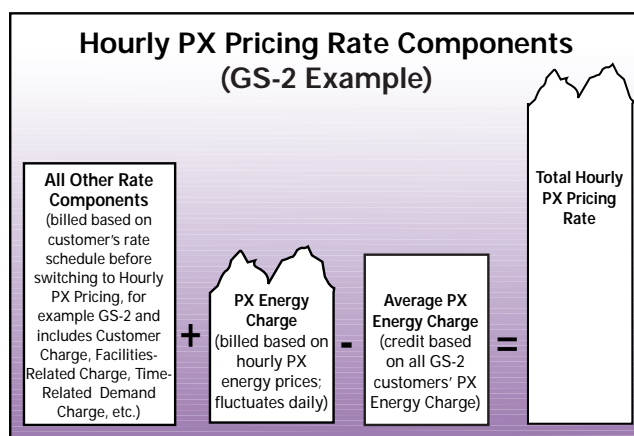 Hourly PX Pricing Rate Components
(GS-2 Example)
All Other Rate
Components
(billed based on
customer's rate
schedule before
switching to Hourly
PX Pricing, for
example GS-2 and
includes Customer
Charge, Facilities-
Related Charge, Time-
Related Demand
Charge, etc.)
+
PX Energy
Charge
(billed based on
hourly PX
energy prices;
fluctuates daily)
-
Average PX
Energy Charge
(credit based
on all GS-2
customers' PX
Energy Charge)
=
Total Hourly
PX Pricing
Rate